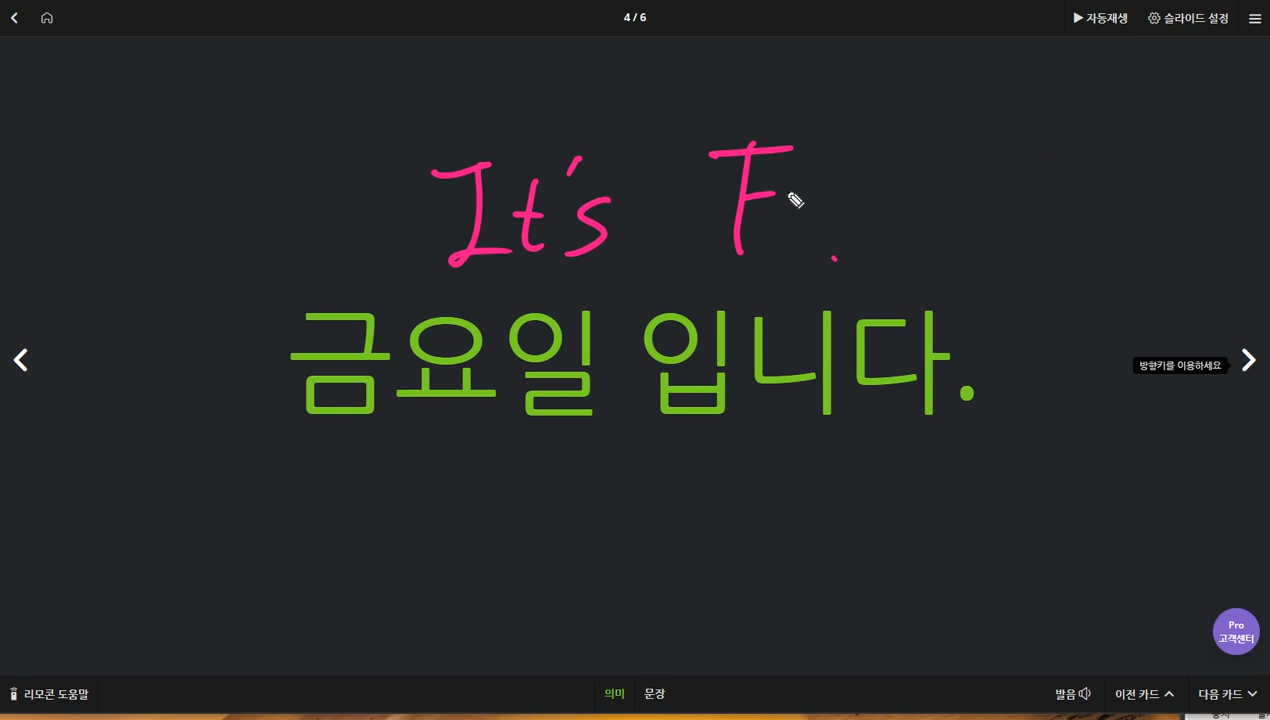 4 / 6
자동재생
슬라이드 설정
It's F.
금요일 입니다.
방향키를 이용하세요
Pro
고객센터
리모콘 도움말
의미
문장
발음
이전 카드
다음 카드